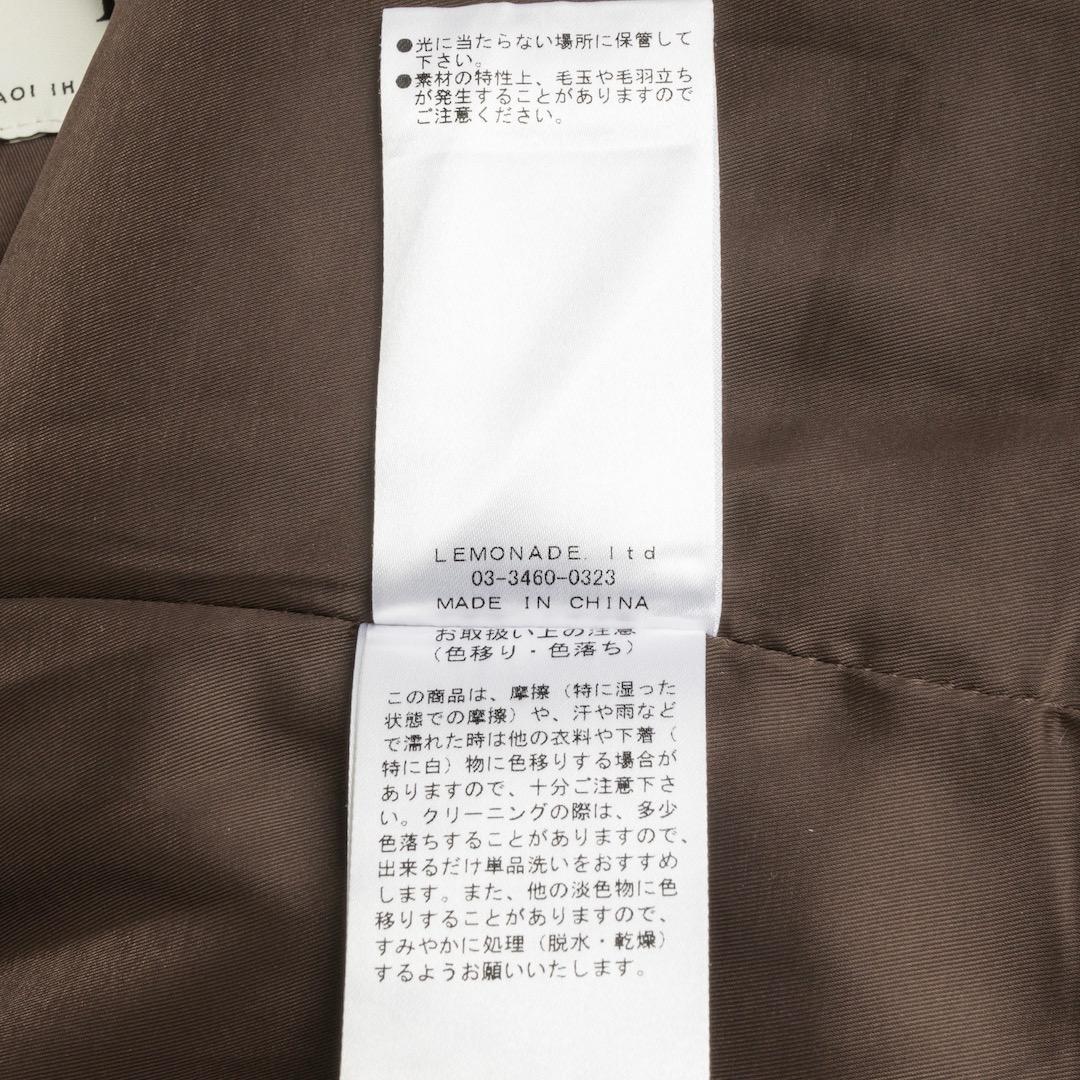 ●光に当たらない場所に保管して
下さい。
●素材の特性上、毛玉や毛羽立ち
が発生することがありますので
ご注意ください。
LEMONADE. ltd
03-3460-0323
MADE IN CHINA
お取扱い上の注意
(色移り・色落ち)
この商品は、摩擦(特に湿った
状態での摩擦)や、汗や雨など
で濡れた時は他の衣料や下着(
特に白)物に色移りする場合が
ありますので、十分ご注意下さ
い。クリーニングの際は、多少
色落ちすることがありますので、
出来るだけ単品洗いをおすすめ
します。また、他の淡色物に色
移りすることがありますので、
すみやかに処理(脱水・乾燥)
するようお願いいたします。